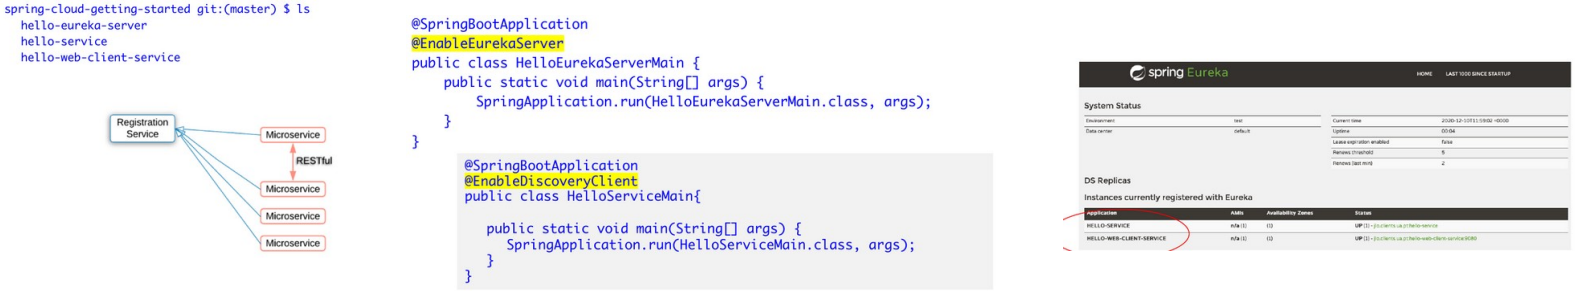 spring-cloud-getting-started git:(master) $ ls
hello-eureka-server
hello-service
hello-web-client-service
Registration
Service
Microservice
RESTful
Microservice
Microservice
Microservice
@SpringBootApplication
@EnableEurekaServer
public class HelloEurekaServerMain {
public static void main(String[] args) {
SpringApplication.run(HelloEurekaServerMain.class, args);
}
}
@SpringBootApplication
@EnableDiscoveryClient
public class HelloServiceMain{
public static void main(String[] args) {
SpringApplication.run(HelloServiceMain.class, args);
}
}
spring Eureka
HOME LAST 1000 SINCE STARTUP
System Status
Environment test
Data center default
Current time
Uptime 00:04
Lease expiration enabled false
Renews threshold 5
Renews (last min) 2
DS Replicas
Instances currently registered with Eureka
Application AMIs Availability Zones Status
HELLO-SERVICE n/a (1) (1) UP (1) -
HELLO-WEB-CLIENT-SERVICE n/a (1) (1) UP (1) -